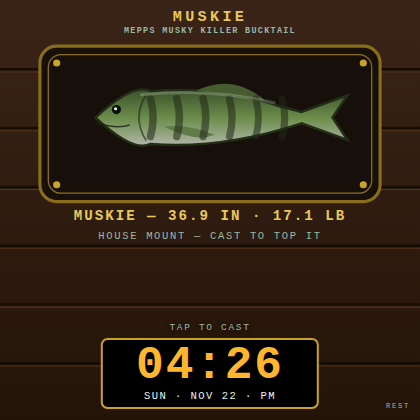 MUSKIE
MEPPS MUSKY KILLER BUCKTAIL
MUSKIE — 36.9 IN · 17.1 LB
HOUSE MOUNT — CAST TO TOP IT
TAP TO CAST
04:26
SUN · NOV 22 · PM
REST